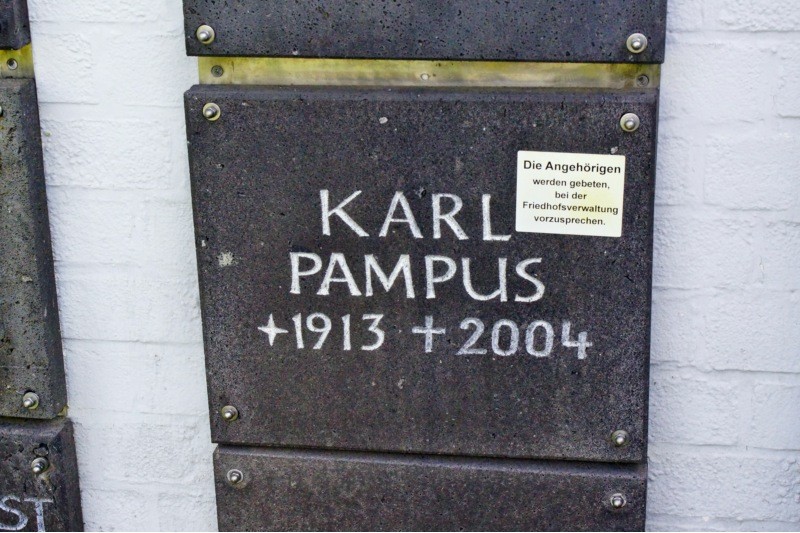 KARL
PAMPUS
+1913 +2004
Die Angehörigen
werden gebeten,
bei der
Friedhofsverwaltung
vorzusprechen.
ST